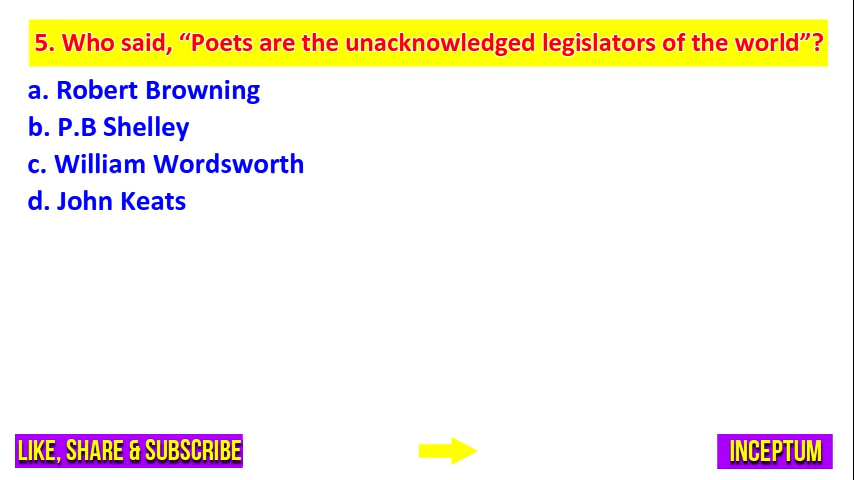 5. Who said, “Poets are the unacknowledged legislators of the world”?
a. Robert Browning
b. P.B Shelley
c. William Wordsworth
d. John Keats
LIKE, SHARE & SUBSCRIBE
INCEPTUM